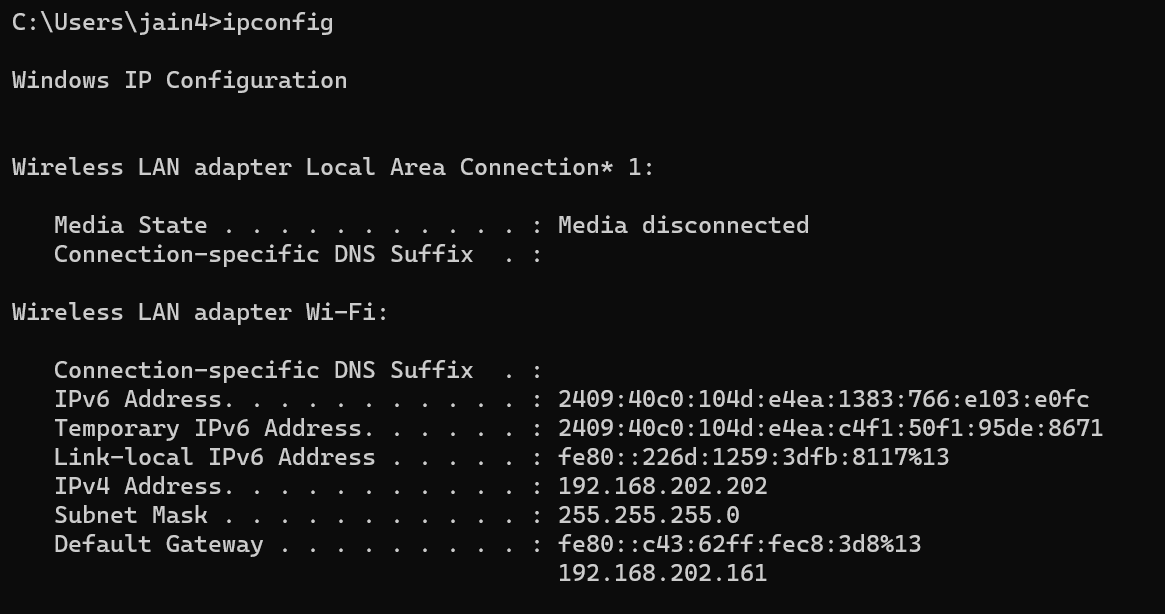 C:\Users\jain4>ipconfig
Windows IP Configuration
Wireless LAN adapter Local Area Connection* 1:
   Media State . . . . . . . . . . . : Media disconnected
   Connection-specific DNS Suffix  . :
Wireless LAN adapter Wi-Fi:
   Connection-specific DNS Suffix  . :
   IPv6 Address. . . . . . . . . . . : 2409:40c0:104d:e4ea:1383:766:e103:e0fc
   Temporary IPv6 Address. . . . . . : 2409:40c0:104d:e4ea:c4f1:50f1:95de:8671
   Link-local IPv6 Address . . . . . : fe80::226d:1259:3dfb:8117%13
   IPv4 Address. . . . . . . . . . . : 192.168.202.202
   Subnet Mask . . . . . . . . . . . : 255.255.255.0
   Default Gateway . . . . . . . . . : fe80::c43:62ff:fec8:3d8%13
                                       192.168.202.161